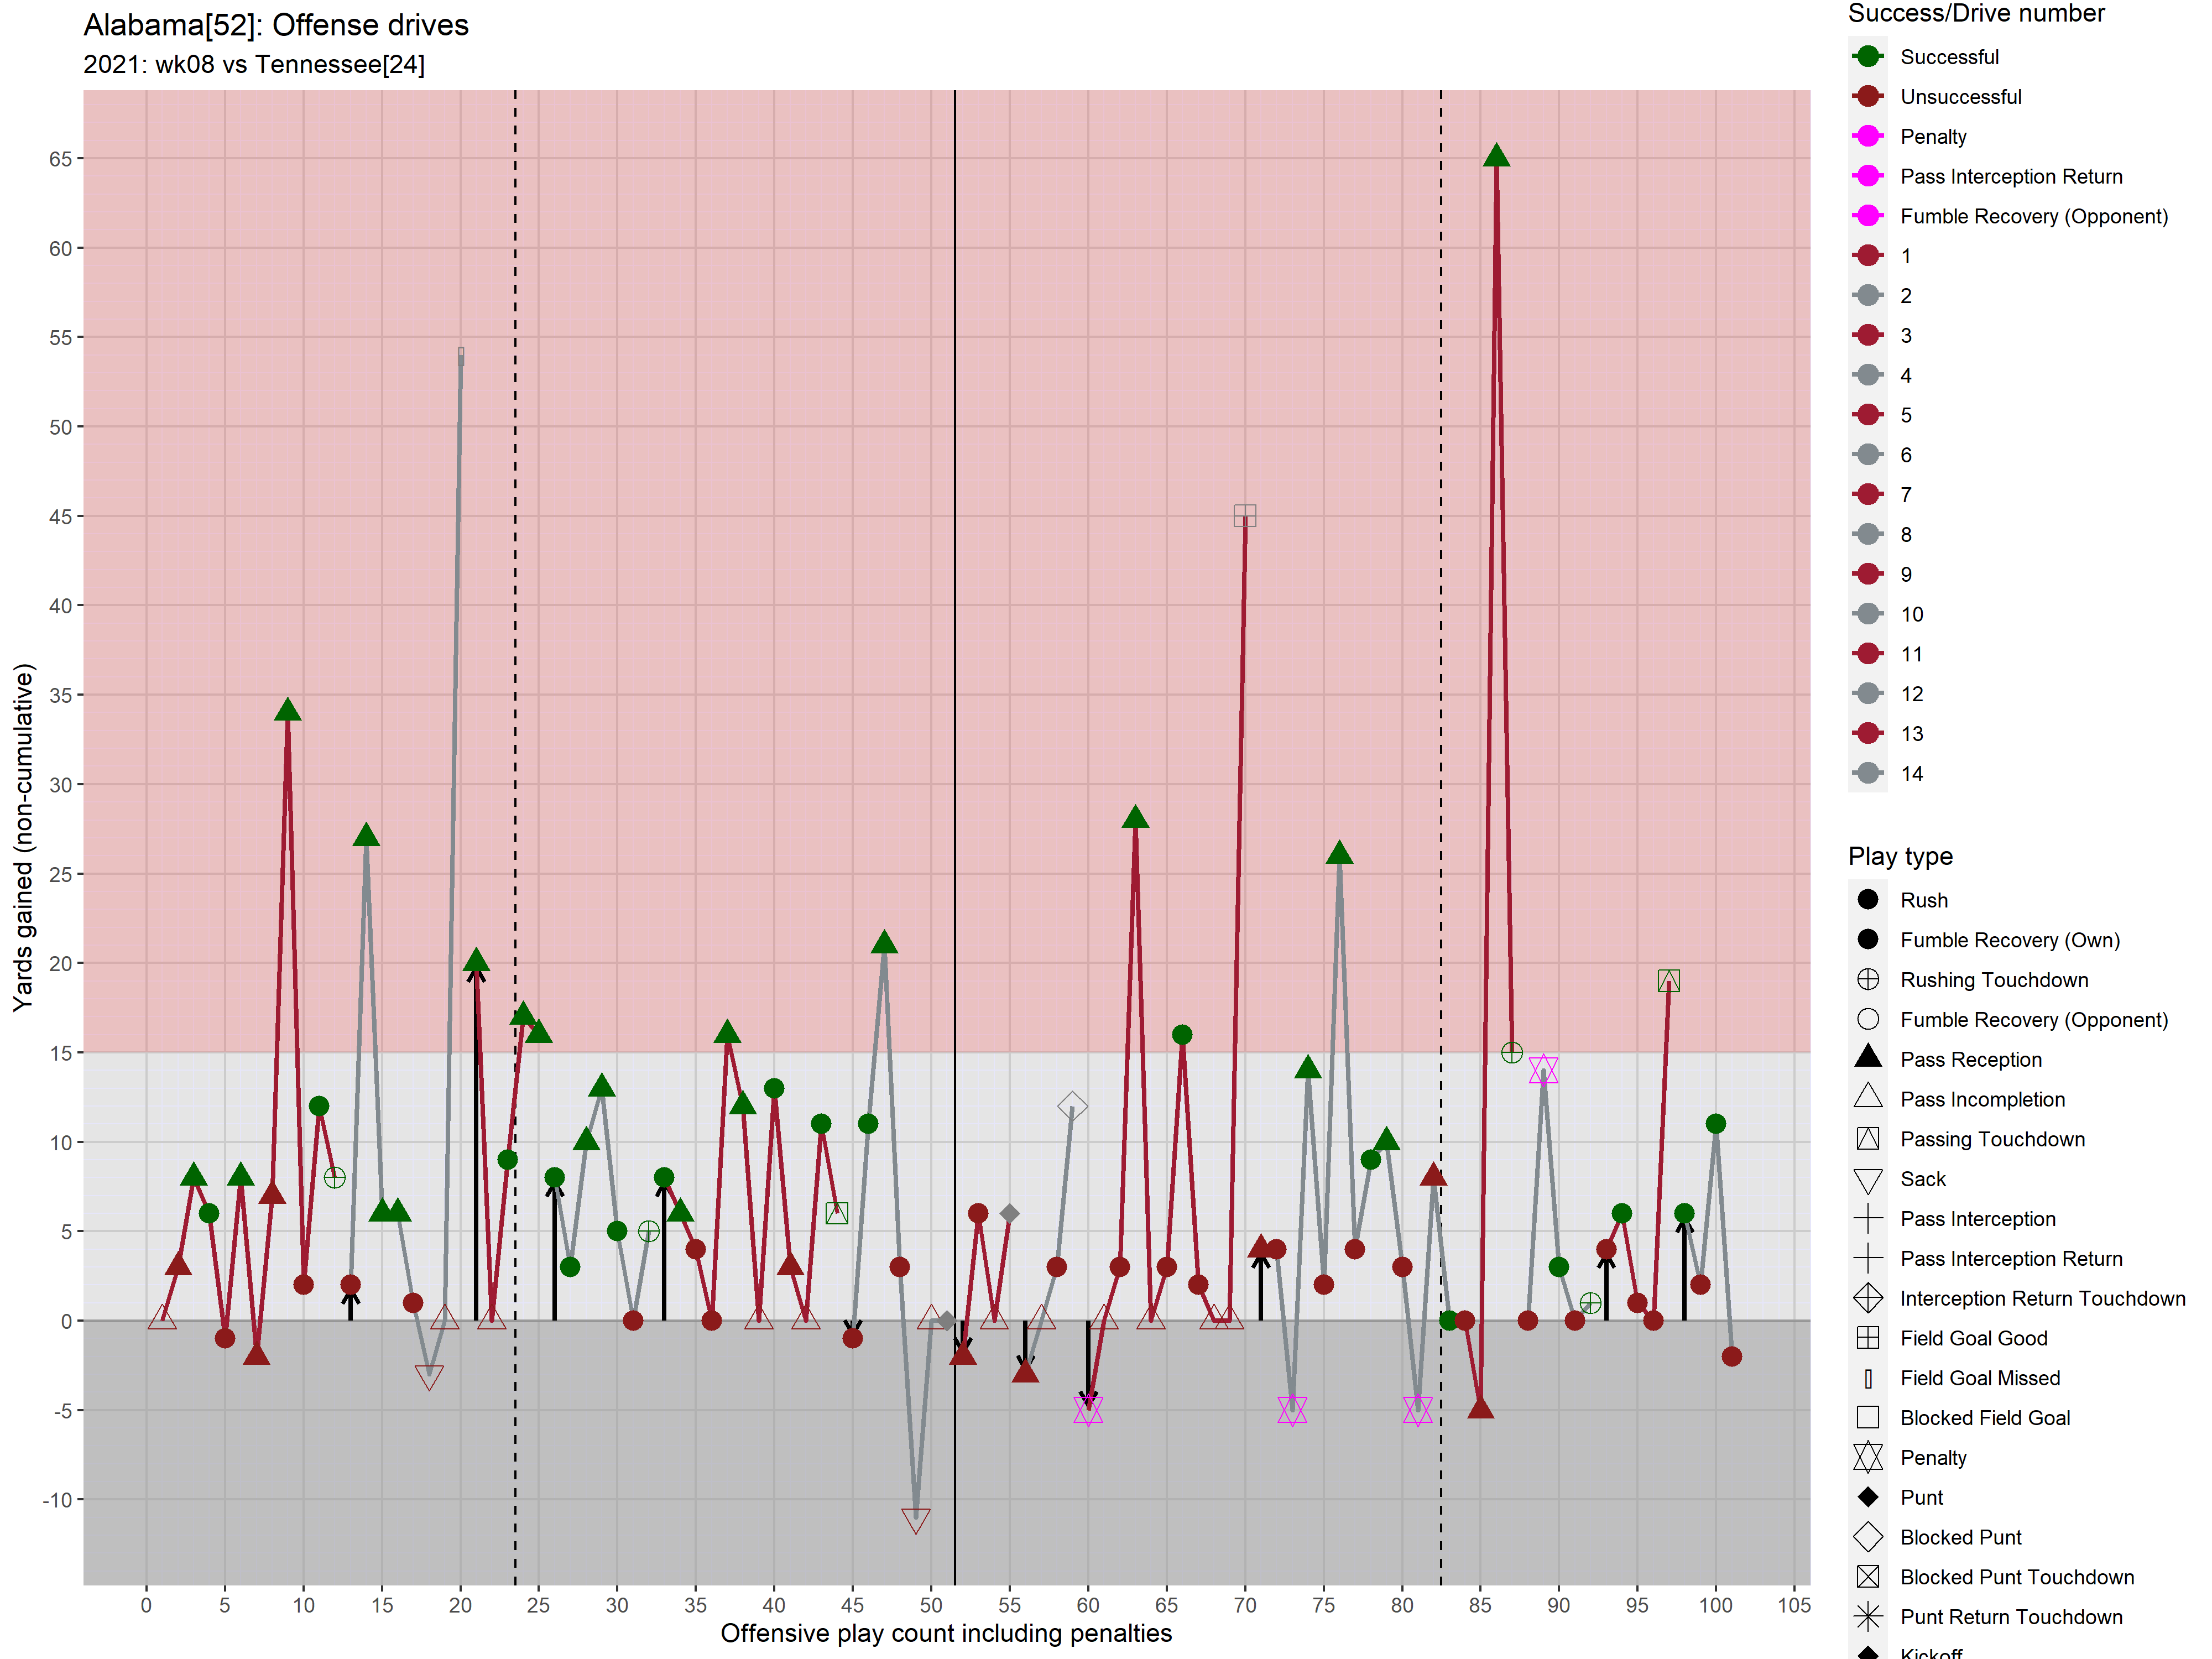 Alabama[52]: Offense drives
2021: wk08 vs Tennessee[24]
Yards gained (non-cumulative)
65
60
55
50
45
40
35
30
25
20
15
10
5
0
-5
-10
0 5 10 15 20 25 30 35 40 45 50 55 60 65 70 75 80 85 90 95 100 105
Offensive play count including penalties
Success/Drive number
Successful
Unsuccessful
Penalty
Pass Interception Return
Fumble Recovery (Opponent)
1
2
3
4
5
6
7
8
9
10
11
12
13
14
Play type
Rush
Fumble Recovery (Own)
Rushing Touchdown
Fumble Recovery (Opponent)
Pass Reception
Pass Incompletion
Passing Touchdown
Sack
Pass Interception
Pass Interception Return
Interception Return Touchdown
Field Goal Good
Field Goal Missed
Blocked Field Goal
Penalty
Punt
Blocked Punt
Blocked Punt Touchdown
Punt Return Touchdown
Kickoff